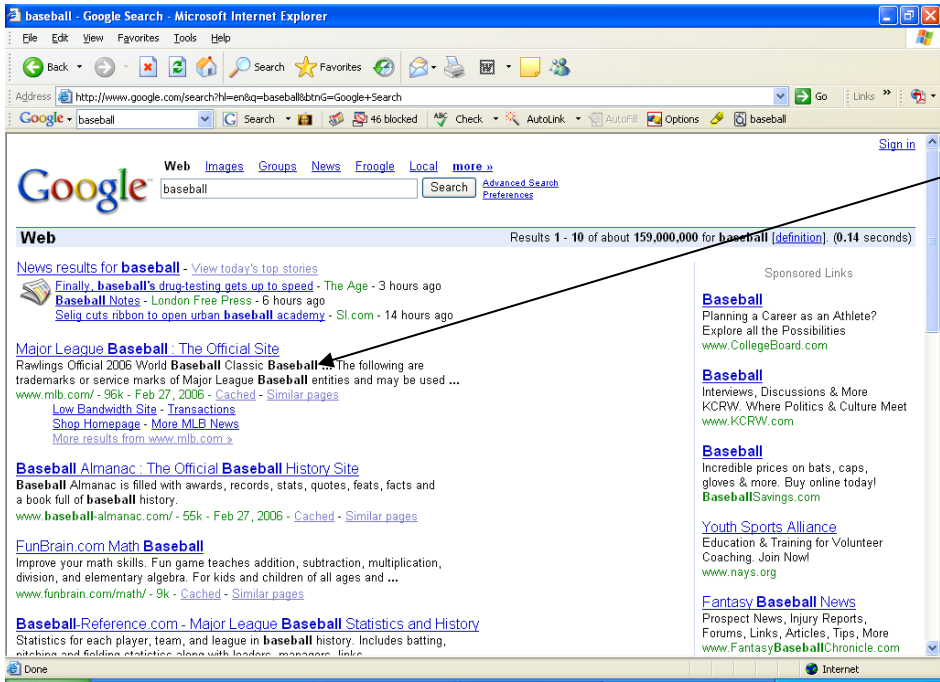 baseball - Google Search - Microsoft Internet Explorer
File Edit View Favorites Tools Help
Back Search Favorites
Address http://www.google.com/search?hl=en&q=baseball&btnG=Google+Search Go Links »
Google baseball G Search 46 blocked ABC Check AutoLink AutoFill Options baseball
Sign in
Web Images Groups News Froogle Local more »
Google™ baseball Search Advanced Search
Preferences
Web Results 1 - 10 of about 159,000,000 for baseball [definition]. (0.14 seconds)
News results for baseball - View today's top stories
Finally, baseball's drug-testing gets up to speed - The Age - 3 hours ago
Baseball Notes - London Free Press - 6 hours ago
Selig cuts ribbon to open urban baseball academy - SI.com - 14 hours ago
Major League Baseball : The Official Site
Rawlings Official 2006 World Baseball Classic Baseball ... The following are
trademarks or service marks of Major League Baseball entities and may be used ...
www.mlb.com/ - 96k - Feb 27, 2006 - Cached - Similar pages
Low Bandwidth Site - Transactions
Shop Homepage - More MLB News
More results from www.mlb.com »
Baseball Almanac : The Official Baseball History Site
Baseball Almanac is filled with awards, records, stats, quotes, feats, facts and
a book full of baseball history.
www.baseball-almanac.com/ - 55k - Feb 27, 2006 - Cached - Similar pages
FunBrain.com Math Baseball
Improve your math skills. Fun game teaches addition, subtraction, multiplication,
division, and elementary algebra. For kids and children of all ages and ...
www.funbrain.com/math/ - 9k - Cached - Similar pages
Baseball-Reference.com - Major League Baseball Statistics and History
Statistics for each player, team, and league in baseball history. Includes batting,
pitching and fielding statistics along with leaders, managers, links
Sponsored Links
Baseball
Planning a Career as an Athlete?
Explore all the Possibilities
www.CollegeBoard.com
Baseball
Interviews, Discussions & More
KCRW. Where Politics & Culture Meet
www.KCRW.com
Baseball
Incredible prices on bats, caps,
gloves & more. Buy online today!
BaseballSavings.com
Youth Sports Alliance
Education & Training for Volunteer
Coaching. Join Now!
www.nays.org
Fantasy Baseball News
Prospect News, Injury Reports,
Forums, Links, Articles, Tips, More
www.FantasyBaseballChronicle.com
Done Internet